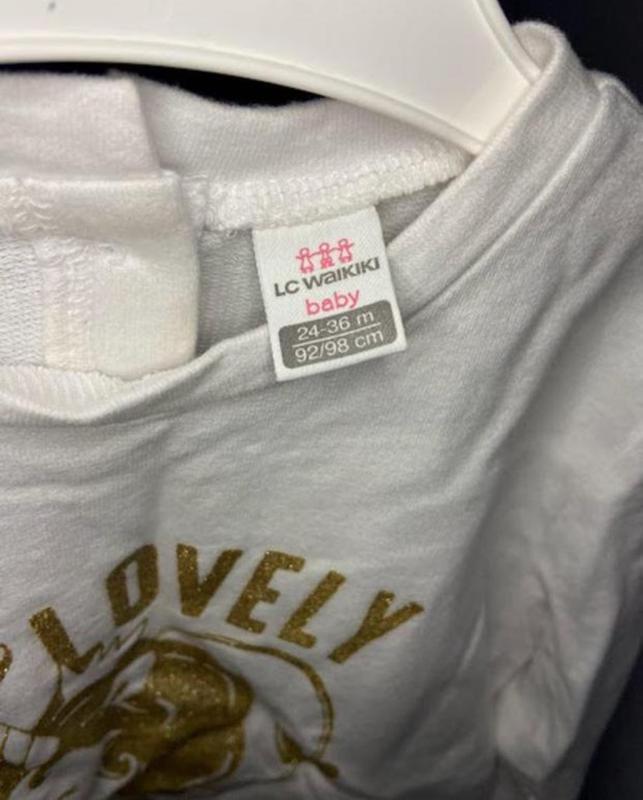 LC WAIKIKI
baby
24-36 m
92/98 cm
LOVELY